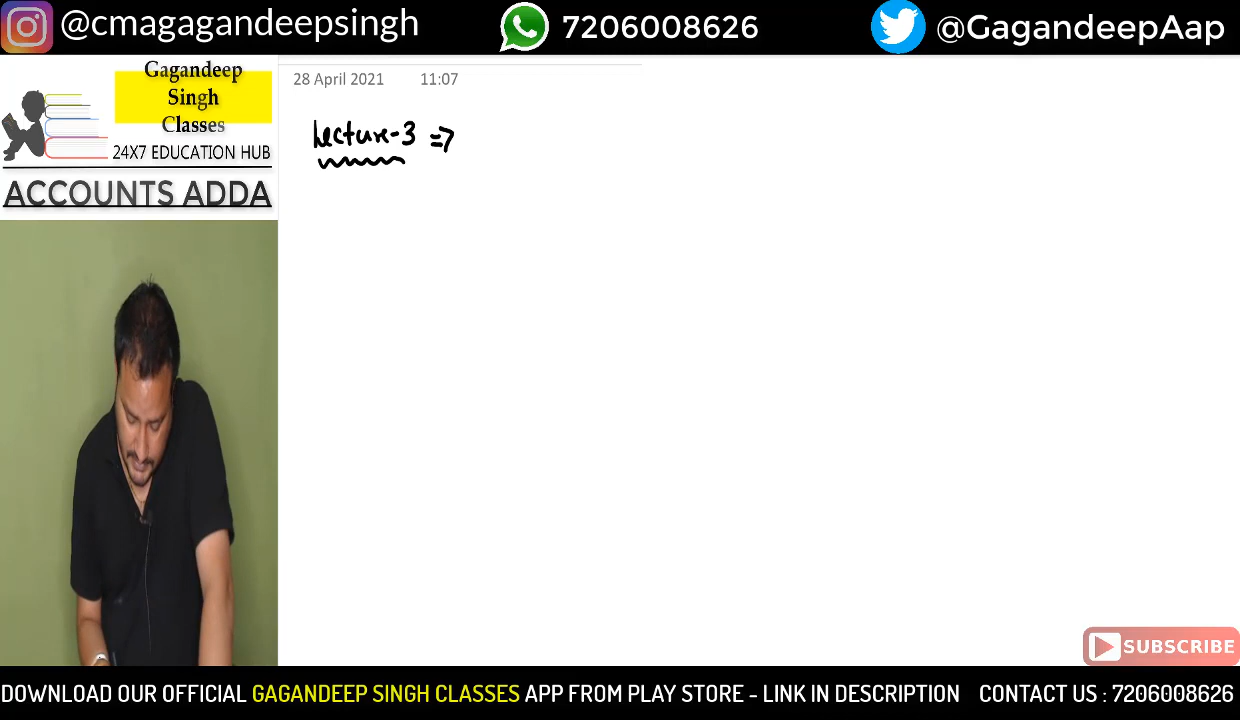 @cmagagandeepsingh
7206008626
@GagandeepAap
Gagandeep
Singh
Classes
24X7 EDUCATION HUB
ACCOUNTS ADDA
28 April 2021 11:07
Lecture-3 =>
SUBSCRIBE
DOWNLOAD OUR OFFICIAL GAGANDEEP SINGH CLASSES APP FROM PLAY STORE - LINK IN DESCRIPTION CONTACT US : 7206008626